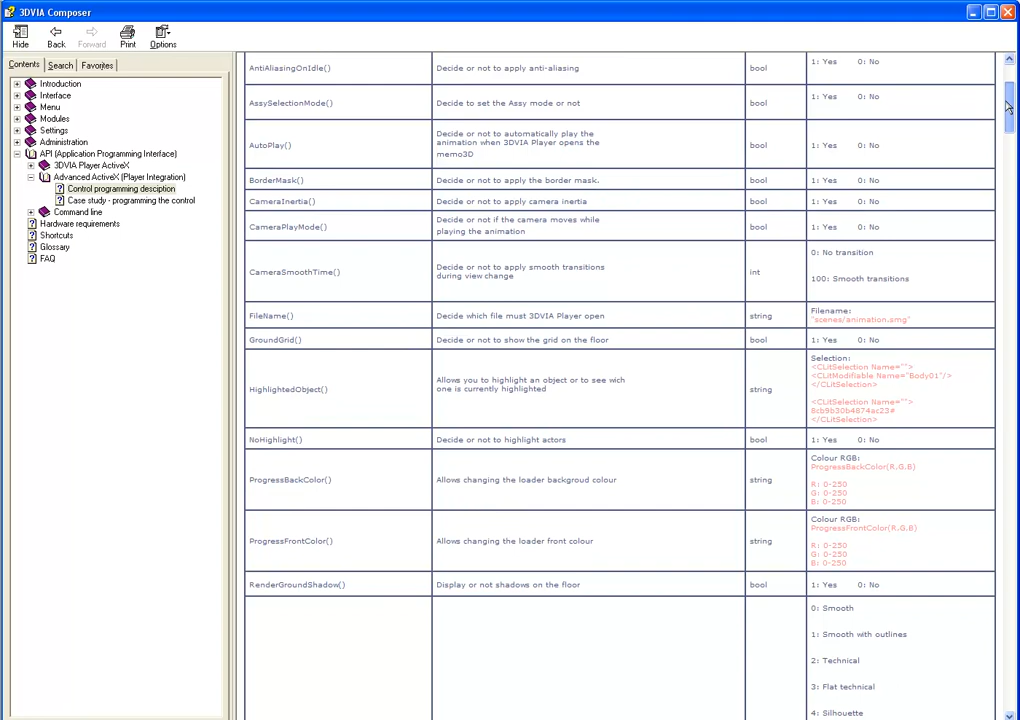 3DVIA Composer
Hide Back Forward Print Options
Contents Search Favorites
Introduction
Interface
Menu
Modules
Settings
Administration
API (Application Programming Interface)
3DVIA Player ActiveX
Advanced ActiveX (Player Integration)
Control programming desciption
Case study - programming the control
Command line
Hardware requirements
Shortcuts
Glossary
FAQ
AntiAliasingOnIdle() Decide or not to apply anti-aliasing bool 1: Yes 0: No
AssySelectionMode() Decide to set the Assy mode or not bool 1: Yes 0: No
AutoPlay() Decide or not to automatically play the
animation when 3DVIA Player opens the
memo3D
bool 1: Yes 0: No
BorderMask() Decide or not to apply the border mask. bool 1: Yes 0: No
CameraInertia() Decide or not to apply camera inertia bool 1: Yes 0: No
CameraPlayMode() Decide or not if the camera moves while
playing the animation
bool 1: Yes 0: No
CameraSmoothTime() Decide or not to apply smooth transitions
during view change
int
0: No transition
100: Smooth transitions
FileName() Decide which file must 3DVIA Player open string Filename:
"scenes/animation.smg"
GroundGrid() Decide or not to show the grid on the floor bool 1: Yes 0: No
HighlightedObject() Allows you to highlight an object or to see wich
one is currently highlighted
string
Selection:
<CLitSelection Name="">
<CLitModifiable Name="Body01"/>
</CLitSelection>
<CLitSelection Name="">
8cb9b30b4874ac23#
</CLitSelection>
NoHighlight() Decide or not to highlight actors bool 1: Yes 0: No
ProgressBackColor() Allows changing the loader backgroud colour string
Colour RGB:
ProgressBackColor(R.G.B)
R: 0-250
G: 0-250
B: 0-250
ProgressFrontColor() Allows changing the loader front colour string
Colour RGB:
ProgressFrontColor(R.G.B)
R: 0-250
G: 0-250
B: 0-250
RenderGroundShadow() Display or not shadows on the floor bool 1: Yes 0: No
0: Smooth
1: Smooth with outlines
2: Technical
3: Flat technical
4: Silhouette